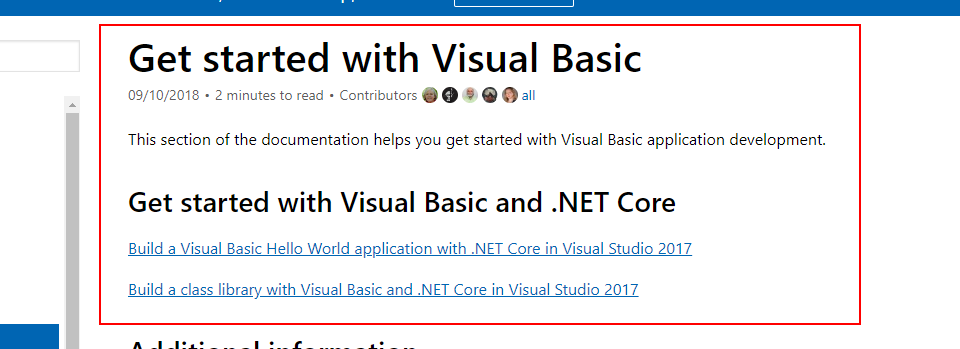 Get started with Visual Basic
09/10/2018 • 2 minutes to read • Contributors all
This section of the documentation helps you get started with Visual Basic application development.
Get started with Visual Basic and .NET Core
Build a Visual Basic Hello World application with .NET Core in Visual Studio 2017
Build a class library with Visual Basic and .NET Core in Visual Studio 2017
Additional information